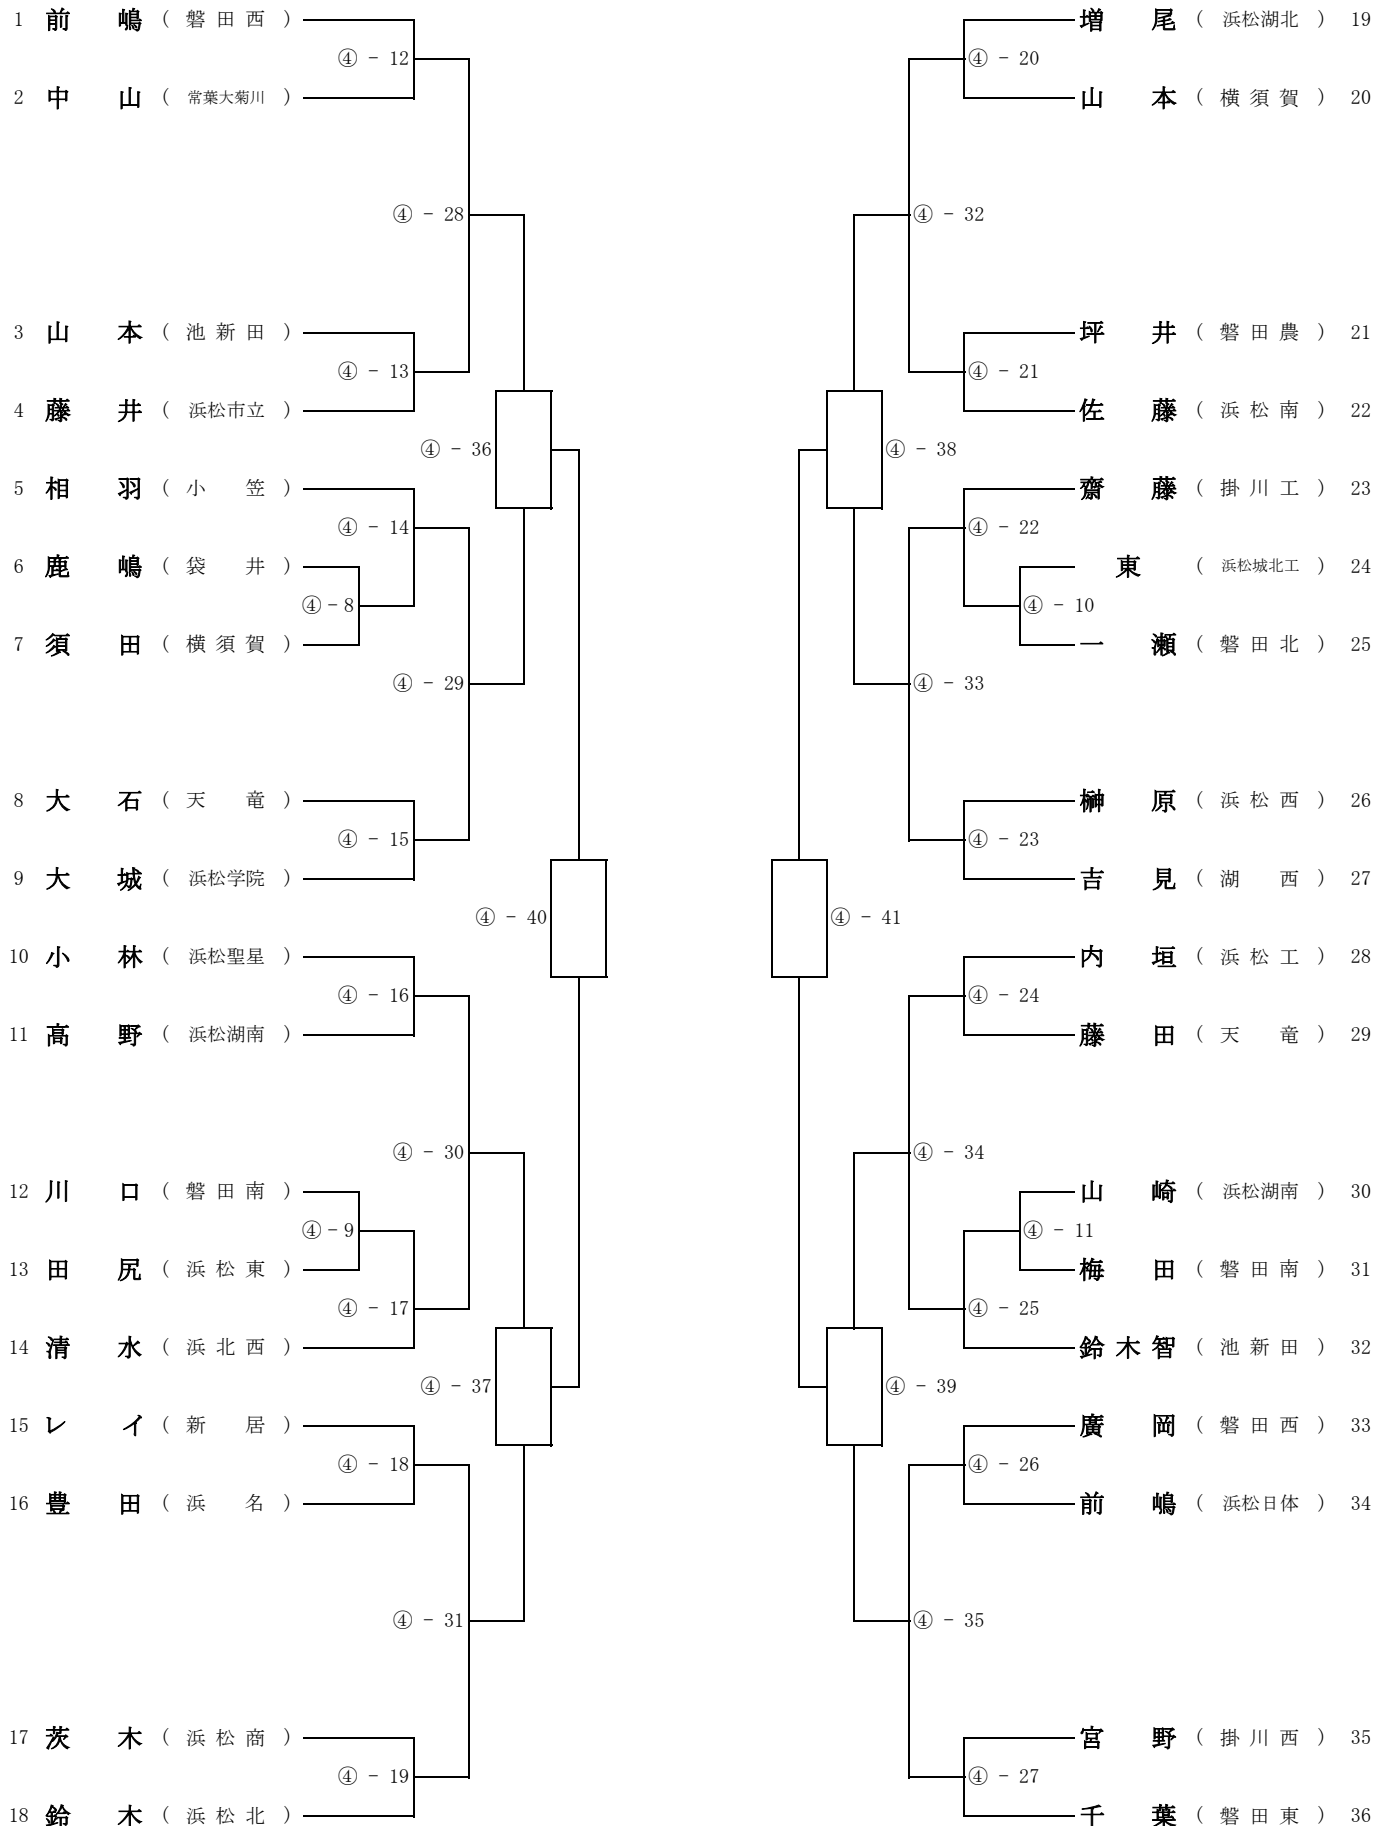 1 前 嶋 ( 磐 田 西 ) 増 尾 ( 浜松湖北 ) 19
④ - 12 ④ - 20
2 中 山 ( 常葉大菊川 ) 山 本 ( 横 須 賀 ) 20
④ - 28 ④ - 32
3 山 本 ( 池 新 田 ) 坪 井 ( 磐 田 農 ) 21
④ - 13 ④ - 21
4 藤 井 ( 浜松市立 ) 佐 藤 ( 浜 松 南 ) 22
④ - 36 ④ - 38
5 相 羽 ( 小 笠 ) 齋 藤 ( 掛 川 工 ) 23
④ - 14 ④ - 22
6 鹿 嶋 ( 袋 井 ) 東 ( 浜松城北工 ) 24
④ - 8 ④ - 10
7 須 田 ( 横 須 賀 ) 一 瀬 ( 磐 田 北 ) 25
④ - 29 ④ - 33
8 大 石 ( 天 竜 ) 榊 原 ( 浜 松 西 ) 26
④ - 15 ④ - 23
9 大 城 ( 浜松学院 ) 吉 見 ( 湖 西 ) 27
④ - 40 ④ - 41
10 小 林 ( 浜松聖星 ) 内 垣 ( 浜 松 工 ) 28
④ - 16 ④ - 24
11 高 野 ( 浜松湖南 ) 藤 田 ( 天 竜 ) 29
④ - 30 ④ - 34
12 川 口 ( 磐 田 南 ) 山 崎 ( 浜松湖南 ) 30
④ - 9 ④ - 11
13 田 尻 ( 浜 松 東 ) 梅 田 ( 磐 田 南 ) 31
④ - 17 ④ - 25
14 清 水 ( 浜 北 西 ) 鈴 木 智 ( 池 新 田 ) 32
④ - 37 ④ - 39
15 レ イ ( 新 居 ) 廣 岡 ( 磐 田 西 ) 33
④ - 18 ④ - 26
16 豊 田 ( 浜 名 ) 前 嶋 ( 浜松日体 ) 34
④ - 31 ④ - 35
17 茨 木 ( 浜 松 商 ) 宮 野 ( 掛 川 西 ) 35
④ - 19 ④ - 27
18 鈴 木 ( 浜 松 北 ) 千 葉 ( 磐 田 東 ) 36